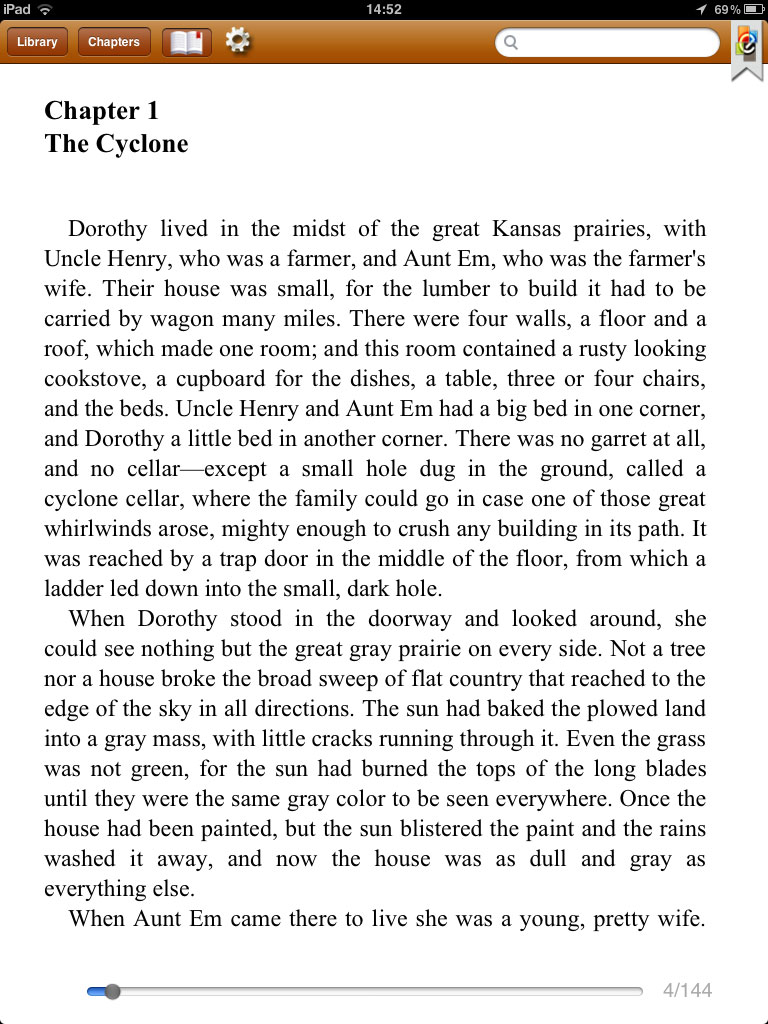 iPad 14:52 69%
Library Chapters
Chapter 1
The Cyclone
Dorothy lived in the midst of the great Kansas prairies, with
Uncle Henry, who was a farmer, and Aunt Em, who was the farmer's
wife. Their house was small, for the lumber to build it had to be
carried by wagon many miles. There were four walls, a floor and a
roof, which made one room; and this room contained a rusty looking
cookstove, a cupboard for the dishes, a table, three or four chairs,
and the beds. Uncle Henry and Aunt Em had a big bed in one corner,
and Dorothy a little bed in another corner. There was no garret at all,
and no cellar—except a small hole dug in the ground, called a
cyclone cellar, where the family could go in case one of those great
whirlwinds arose, mighty enough to crush any building in its path. It
was reached by a trap door in the middle of the floor, from which a
ladder led down into the small, dark hole.
When Dorothy stood in the doorway and looked around, she
could see nothing but the great gray prairie on every side. Not a tree
nor a house broke the broad sweep of flat country that reached to the
edge of the sky in all directions. The sun had baked the plowed land
into a gray mass, with little cracks running through it. Even the grass
was not green, for the sun had burned the tops of the long blades
until they were the same gray color to be seen everywhere. Once the
house had been painted, but the sun blistered the paint and the rains
washed it away, and now the house was as dull and gray as
everything else.
When Aunt Em came there to live she was a young, pretty wife.
4/144